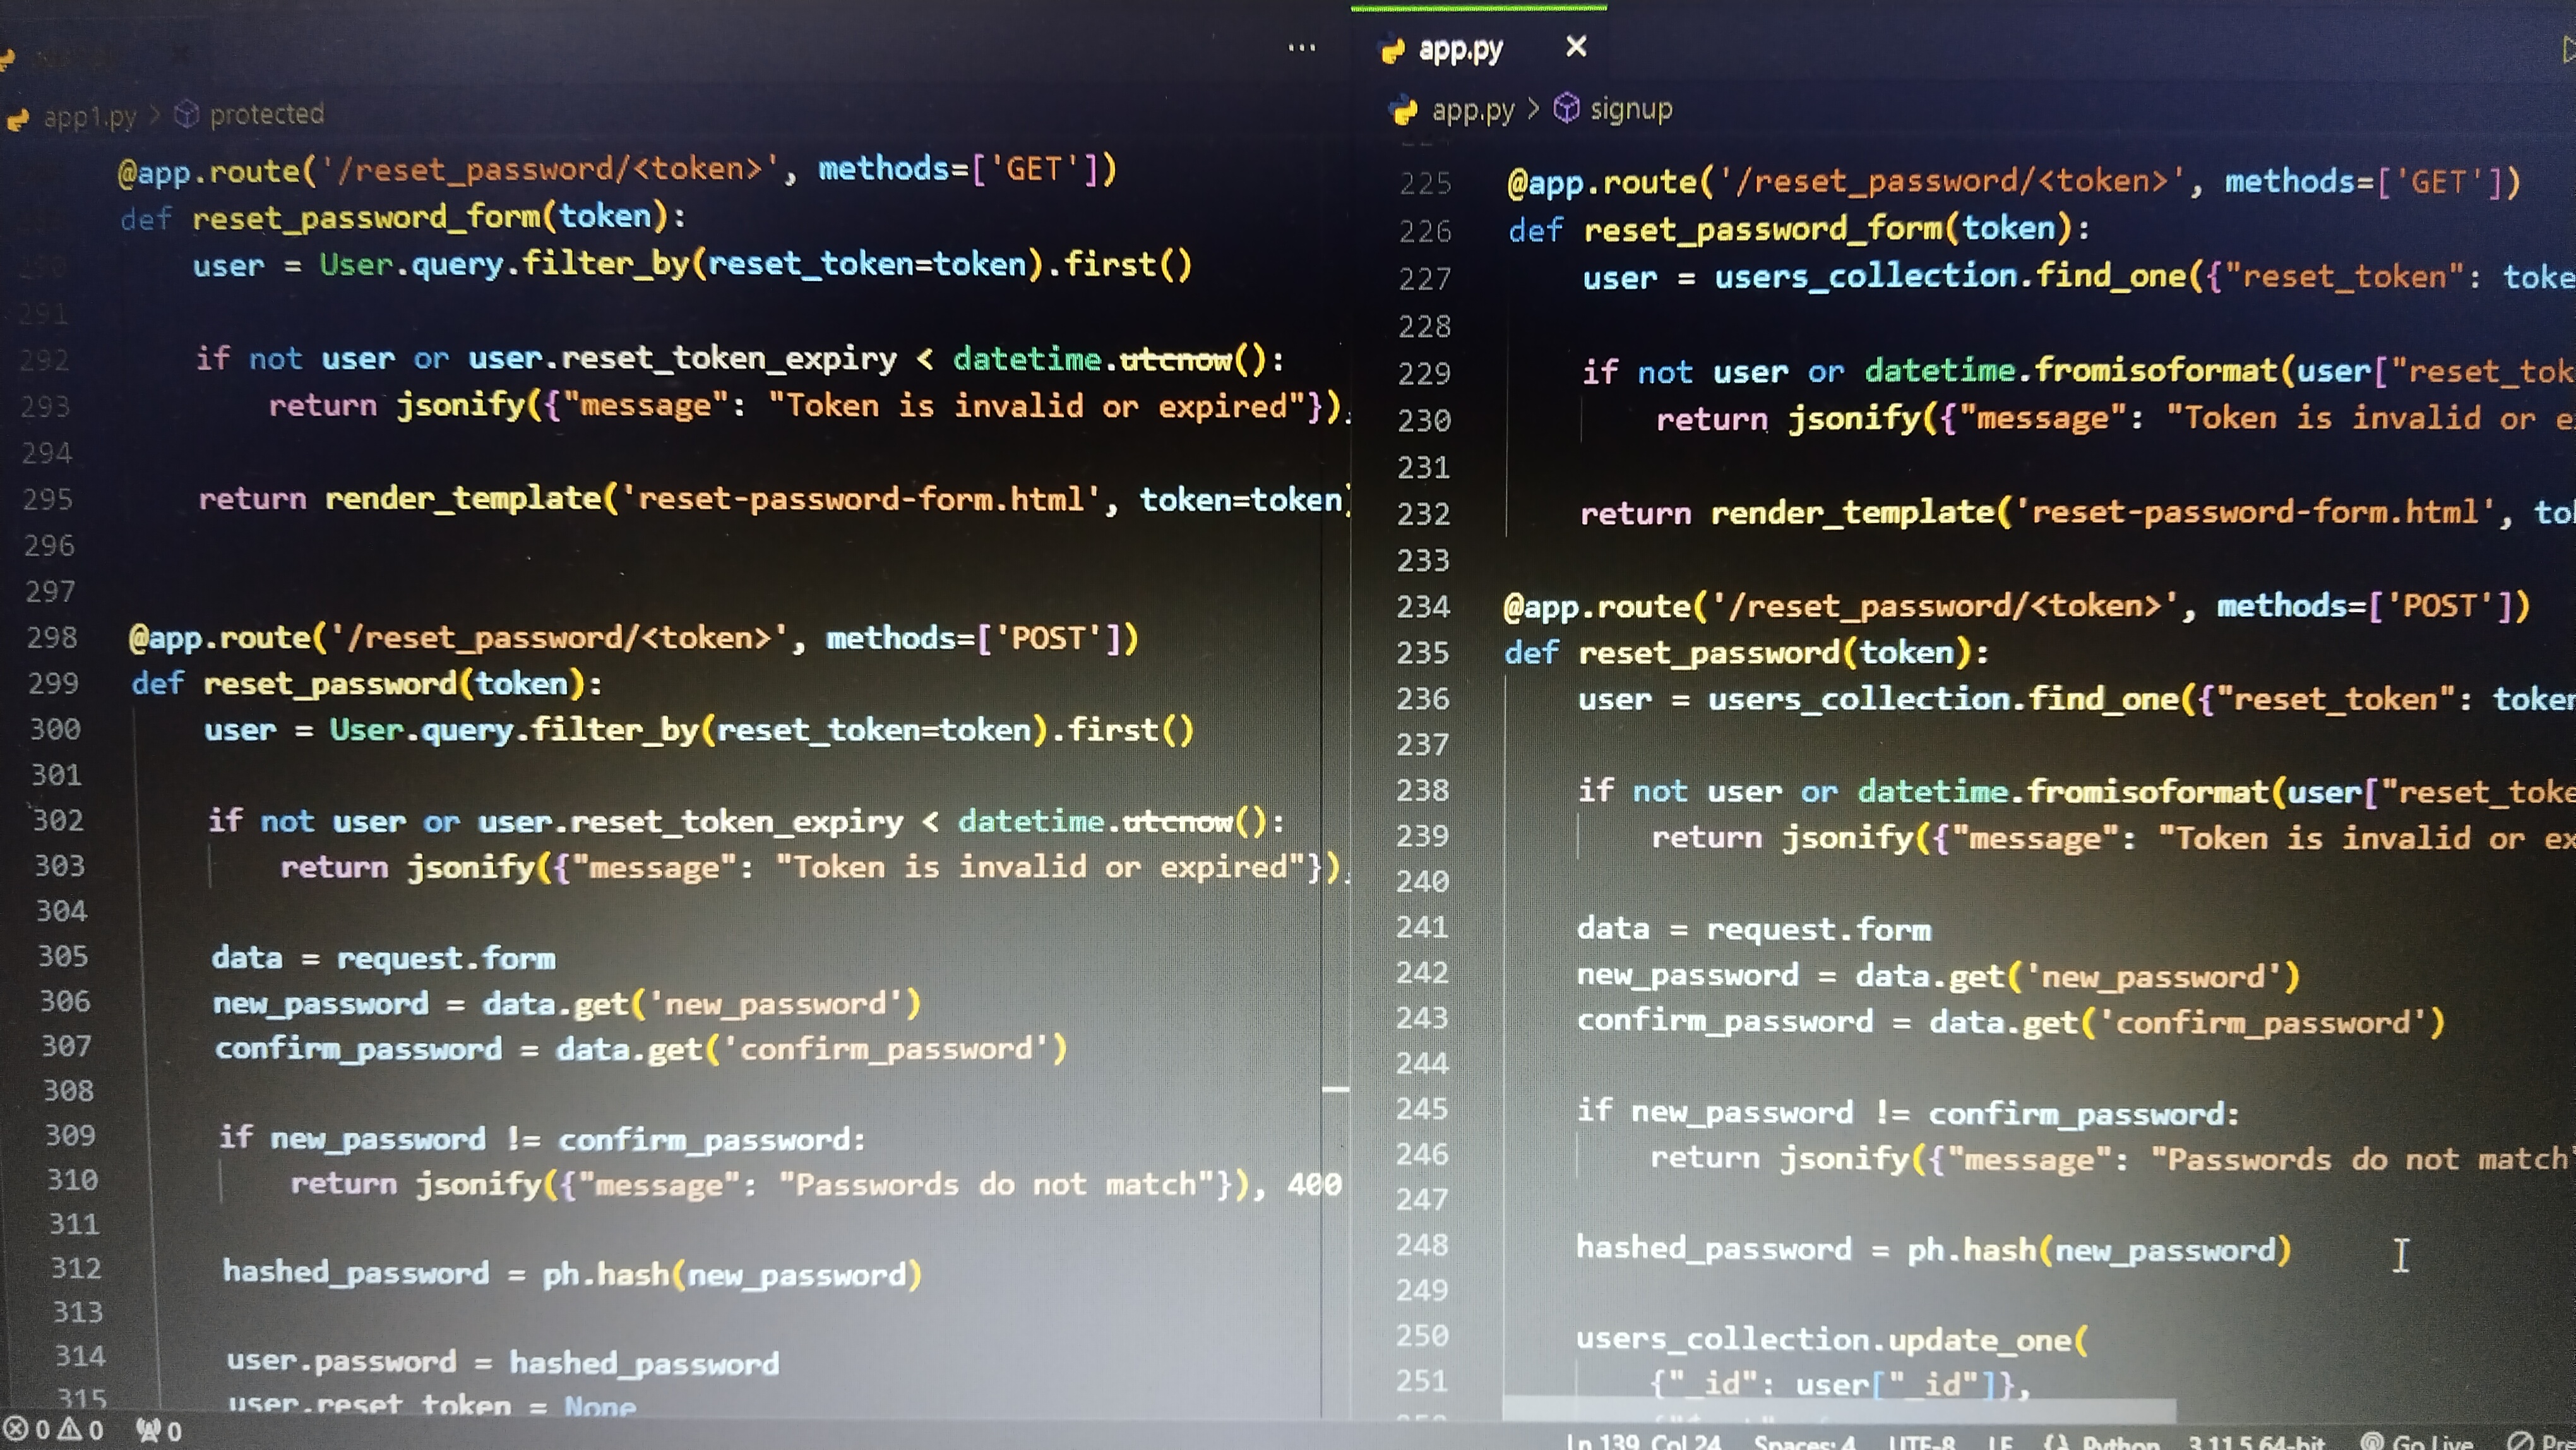 ...
app1.py > protected
@app.route('/reset_password/<token>', methods=['GET'])
def reset_password_form(token):
290 user = User.query.filter_by(reset_token=token).first()
291
292 if not user or user.reset_token_expiry < datetime.utcnow():
293 return jsonify({"message": "Token is invalid or expired"}),
294
295 return render_template('reset-password-form.html', token=token)
296
297
298 @app.route('/reset_password/<token>', methods=['POST'])
299 def reset_password(token):
300 user = User.query.filter_by(reset_token=token).first()
301
302 if not user or user.reset_token_expiry < datetime.utcnow():
303 return jsonify({"message": "Token is invalid or expired"}),
304
305 data = request.form
306 new_password = data.get('new_password')
307 confirm_password = data.get('confirm_password')
308
309 if new_password != confirm_password:
310 return jsonify({"message": "Passwords do not match"}), 400
311
312 hashed_password = ph.hash(new_password)
313
314 user.password = hashed_password
315 user.reset_token = None
app.py ×
app.py > signup
225 @app.route('/reset_password/<token>', methods=['GET'])
226 def reset_password_form(token):
227 user = users_collection.find_one({"reset_token": toke
228
229 if not user or datetime.fromisoformat(user["reset_tok
230 return jsonify({"message": "Token is invalid or e
231
232 return render_template('reset-password-form.html', to
233
234 @app.route('/reset_password/<token>', methods=['POST'])
235 def reset_password(token):
236 user = users_collection.find_one({"reset_token": token
237
238 if not user or datetime.fromisoformat(user["reset_toke
239 return jsonify({"message": "Token is invalid or ex
240
241 data = request.form
242 new_password = data.get('new_password')
243 confirm_password = data.get('confirm_password')
244
245 if new_password != confirm_password:
246 return jsonify({"message": "Passwords do not match"
247
248 hashed_password = ph.hash(new_password)
249
250 users_collection.update_one(
251 {"_id": user["_id"]},
0 0 0 Ln 139, Col 24 Spaces: 4 UTF-8 LF {} Python 3.11.5 64-bit Go Live